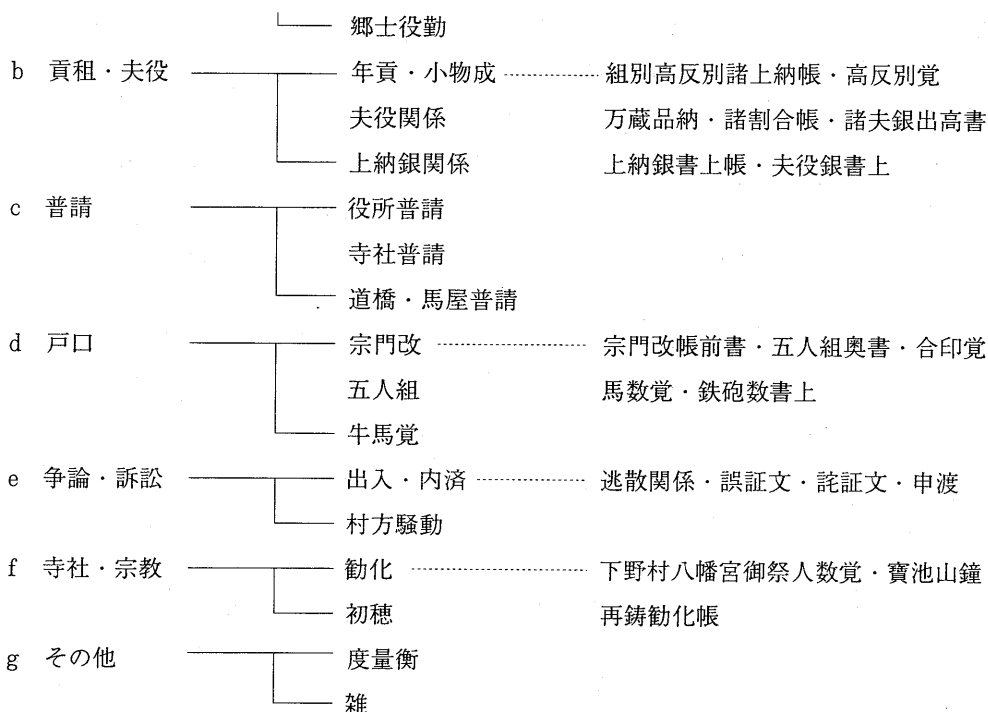 郷士役勤
b 貢租・夫役 年貢・小物成 組別高反別諸上納帳・高反別覚
夫役関係 万蔵品納・諸割合帳・諸夫銀出高書
上納銀関係 上納銀書上帳・夫役銀書上
c 普請 役所普請
寺社普請
道橋・馬屋普請
d 戸口 宗門改 宗門改帳前書・五人組奥書・合印覚
五人組 馬数覚・鉄砲数書上
牛馬覚
e 争論・訴訟 出入・内済 逃散関係・誤証文・詫証文・申渡
村方騒動
f 寺社・宗教 勧化 下野村八幡宮御祭人数覚・寶池山鐘
初穂 再鋳勧化帳
g その他 度量衡
雑